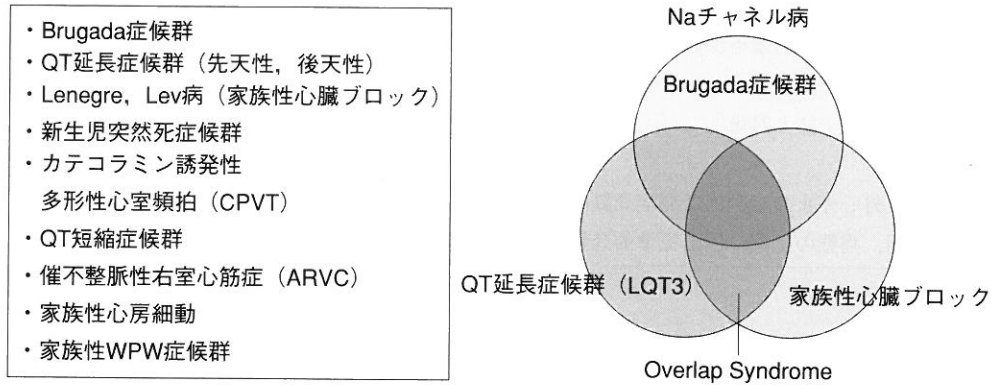 ・Brugada症候群
・QT延長症候群（先天性，後天性）
・Lenegre，Lev病（家族性心臓ブロック）
・新生児突然死症候群
・カテコラミン誘発性
多形性心室頻拍（CPVT）
・QT短縮症候群
・催不整脈性右室心筋症（ARVC）
・家族性心房細動
・家族性WPW症候群
Naチャネル病
Brugada症候群
QT延長症候群（LQT3）
家族性心臓ブロック
Overlap Syndrome